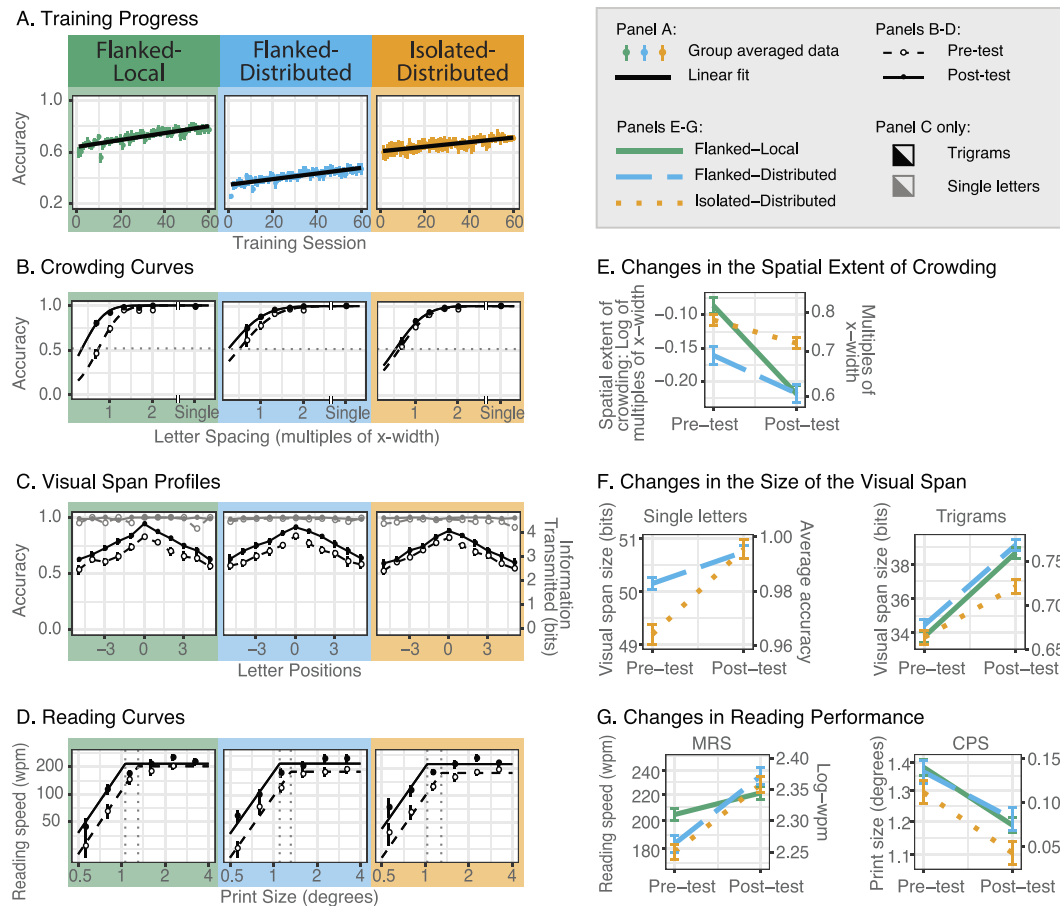 A. Training Progress
Flanked-
Local
Flanked-
Distributed
Isolated-
Distributed
Accuracy
1.0
0.6
0.2
0 20 40 60
0 20 40 60
0 20 40 60
Training Session
Panel A:
Group averaged data
Linear fit
Panels B-D:
Pre-test
Post-test
Panels E-G:
Flanked–Local
Flanked–Distributed
Isolated–Distributed
Panel C only:
Trigrams
Single letters
B. Crowding Curves
Accuracy
1.0
0.5
0.0
1 2 Single
1 2 Single
1 2 Single
Letter Spacing (multiples of x-width)
C. Visual Span Profiles
Accuracy
1.0
0.5
0.0
−3 0 3
−3 0 3
−3 0 3
Letter Positions
4
3
2
1
0
Information
Transmitted (bits)
D. Reading Curves
Reading speed (wpm)
200
100
50
0.5 1 2 4
0.5 1 2 4
0.5 1 2 4
Print Size (degrees)
E. Changes in the Spatial Extent of Crowding
Spatial extent of
crowding: Log of
multiples of x−width
−0.10
−0.15
−0.20
0.8
0.7
0.6
Multiples of
x−width
Pre−test Post−test
F. Changes in the Size of the Visual Span
Single letters
Visual span size (bits)
51
50
49
1.00
0.98
0.96
Average accuracy
Pre−test Post−test
Trigrams
Visual span size (bits)
38
36
34
0.75
0.70
0.65
Pre−test Post−test
G. Changes in Reading Performance
MRS
Reading speed (wpm)
240
220
200
180
2.40
2.35
2.30
2.25
Log−wpm
Pre−test Post−test
CPS
Print size (degrees)
1.4
1.3
1.2
1.1
0.15
0.10
0.05
Pre−test Post−test